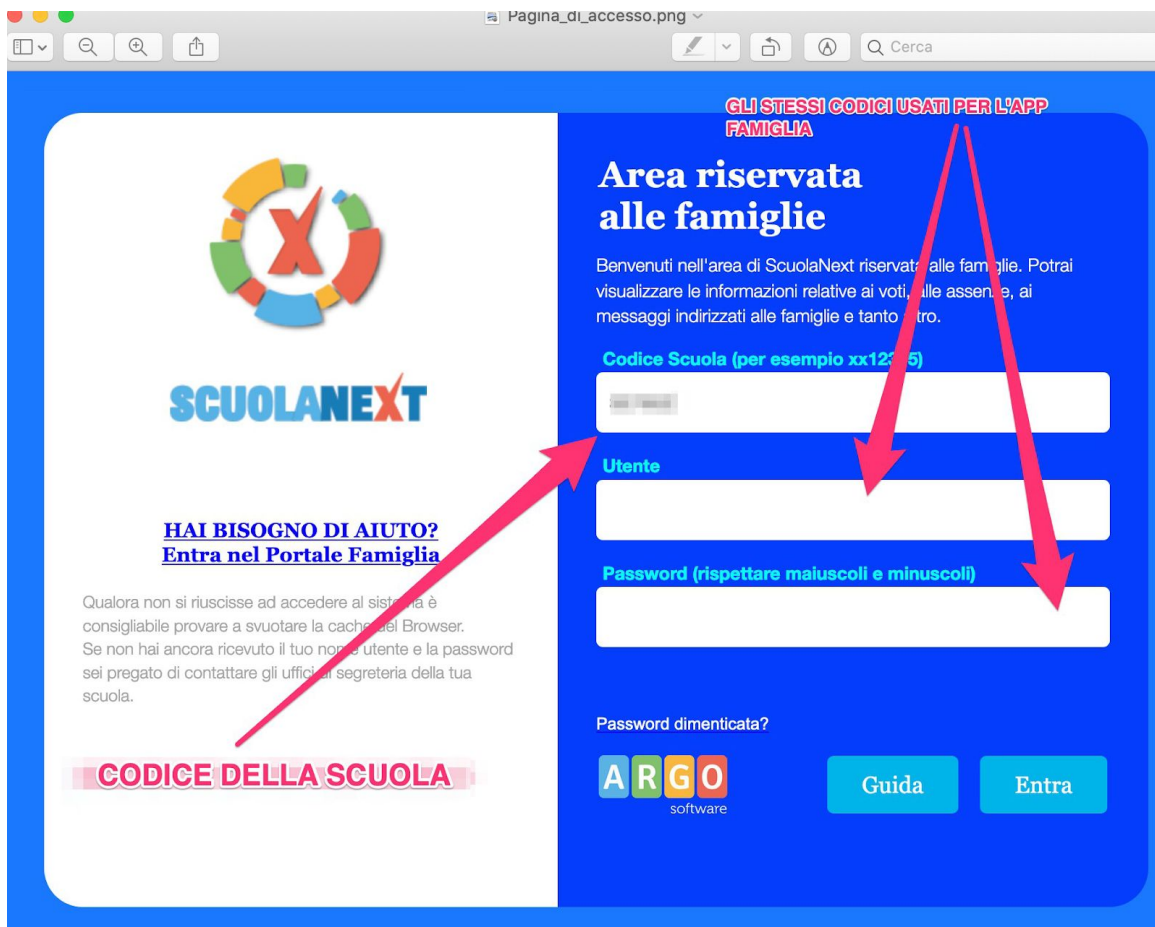 Pagina_di_accesso.png
Cerca
GLI STESSI CODICI USATI PER L'APP
FAMIGLIA
Area riservata
alle famiglie
Benvenuti nell'area di ScuolaNext riservata alle famiglie. Potrai
visualizzare le informazioni relative ai voti, alle assenze, ai
messaggi indirizzati alle famiglie e tanto altro.
Codice Scuola (per esempio xx12345)
Utente
Password (rispettare maiuscoli e minuscoli)
Password dimenticata?
ARGO
software
Guida
Entra
X
SCUOLANEXT
HAI BISOGNO DI AIUTO?
Entra nel Portale Famiglia
Qualora non si riuscisse ad accedere al sistema è
consigliabile provare a svuotare la cache del Browser.
Se non hai ancora ricevuto il tuo nome utente e la password
sei pregato di contattare gli uffici di segreteria della tua
scuola.
CODICE DELLA SCUOLA